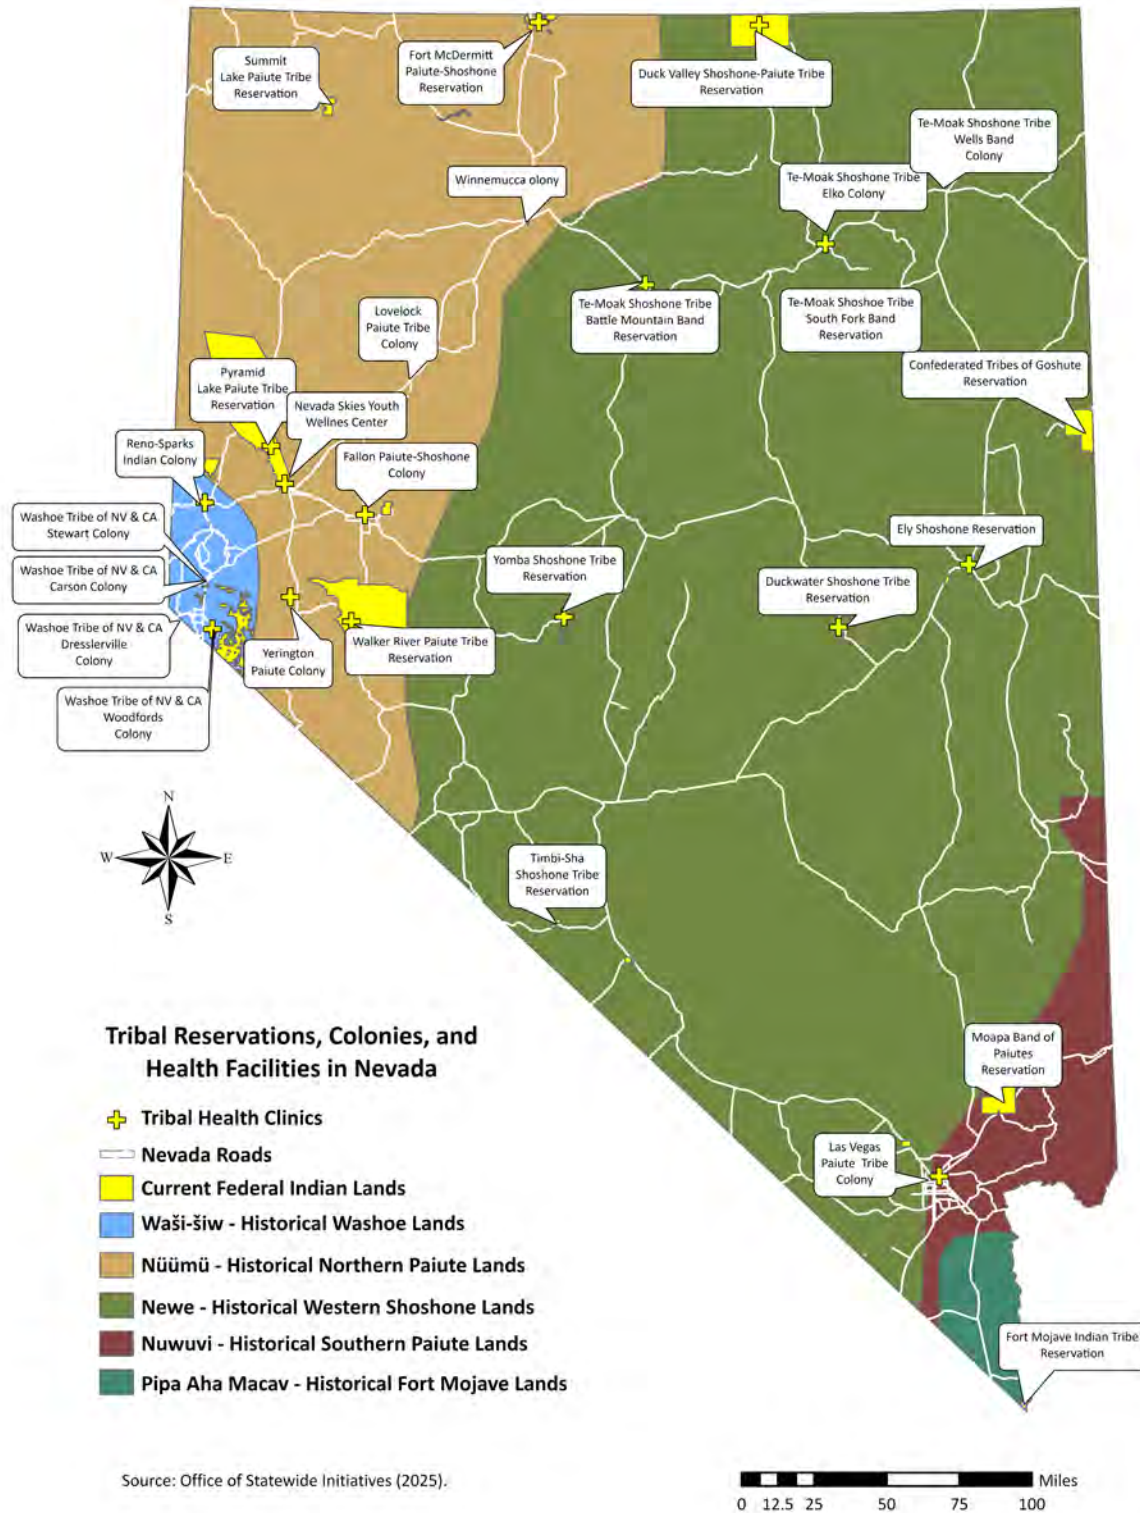 Summit
Lake Paiute Tribe
Reservation
Fort McDermitt
Paiute-Shoshone
Reservation
Duck Valley Shoshone-Paiute Tribe
Reservation
Te-Moak Shoshone Tribe
Wells Band
Colony
Winnemucca olony
Te-Moak Shoshone Tribe
Elko Colony
Te-Moak Shoshone Tribe
Battle Mountain Band
Reservation
Te-Moak Shoshoe Tribe
South Fork Band
Reservation
Lovelock
Paiute Tribe
Colony
Confederated Tribes of Goshute
Reservation
Pyramid
Lake Paiute Tribe
Reservation
Nevada Skies Youth
Wellnes Center
Reno-Sparks
Indian Colony
Fallon Paiute-Shoshone
Colony
Washoe Tribe of NV & CA
Stewart Colony
Ely Shoshone Reservation
Yomba Shoshone Tribe
Reservation
Washoe Tribe of NV & CA
Carson Colony
Duckwater Shoshone Tribe
Reservation
Washoe Tribe of NV & CA
Dresslerville
Colony
Yerington
Paiute Colony
Walker River Paiute Tribe
Reservation
Washoe Tribe of NV & CA
Woodfords
Colony
N
W
E
S
Timbi-Sha
Shoshone Tribe
Reservation
Moapa Band of
Paiutes
Reservation
Las Vegas
Paiute Tribe
Colony
Fort Mojave Indian Tribe
Reservation
Tribal Reservations, Colonies, and
Health Facilities in Nevada
Tribal Health Clinics
Nevada Roads
Current Federal Indian Lands
Waši-šiw - Historical Washoe Lands
Nüümü - Historical Northern Paiute Lands
Newe - Historical Western Shoshone Lands
Nuwuvi - Historical Southern Paiute Lands
Pipa Aha Macav - Historical Fort Mojave Lands
Source: Office of Statewide Initiatives (2025).
Miles
0 12.5 25 50 75 100